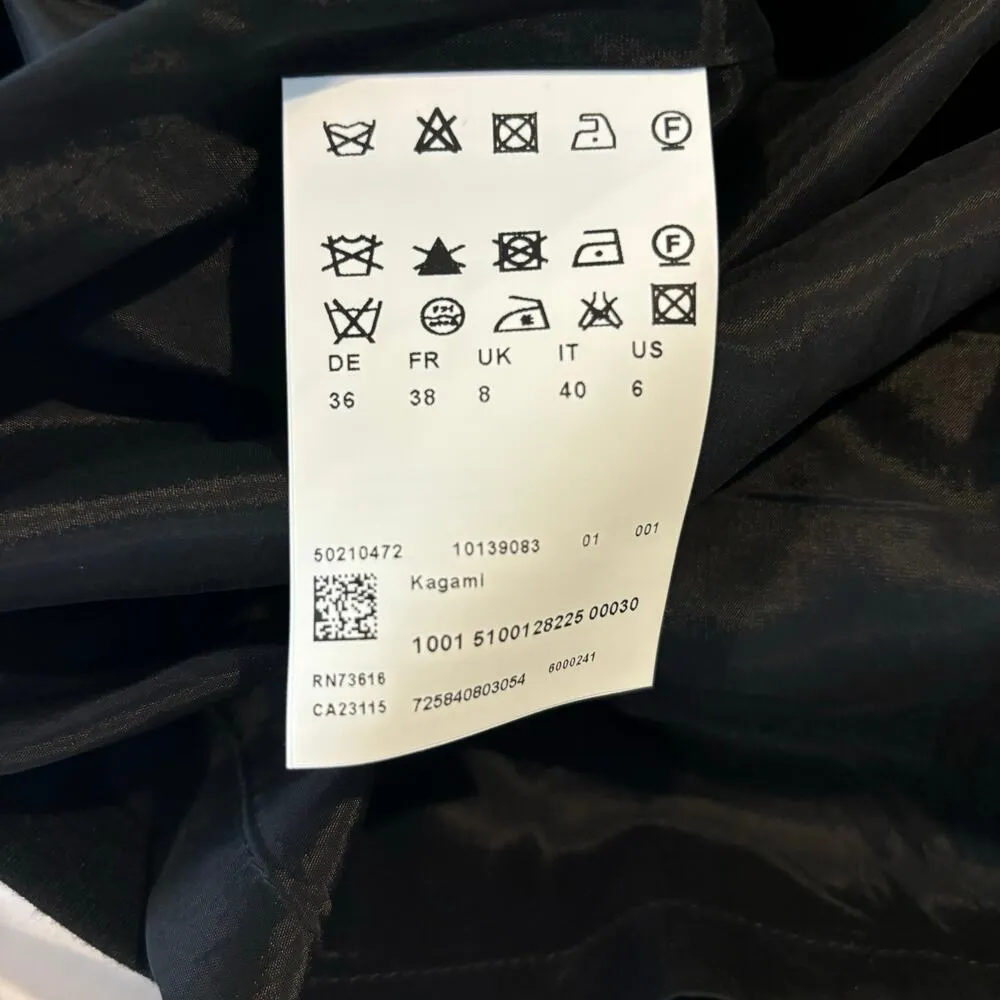 F
F
DE FR UK IT US
36 38 8 40 6
50210472 10139083 01 001
Kagami
1001 5100128225 00030
RN73616 6000241
CA23115 725840803054